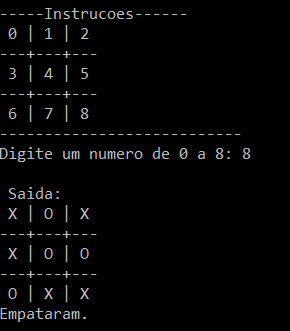 -----Instrucoes------
 0 | 1 | 2
---+---+---
 3 | 4 | 5
---+---+---
 6 | 7 | 8
---------------------------
Digite um numero de 0 a 8: 8

 Saida:
 X | O | X
---+---+---
 X | O | O
---+---+---
 O | X | X
Empataram.